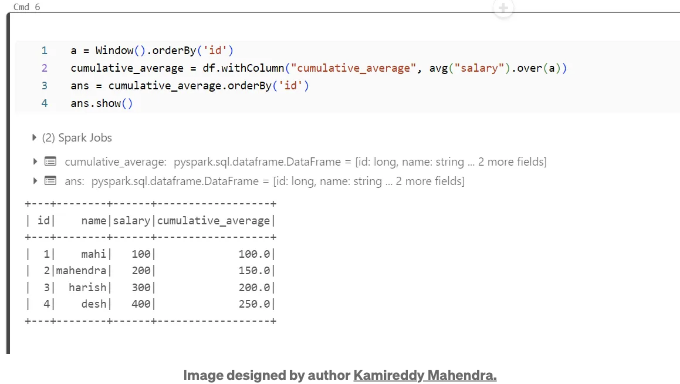 Cmd 6
1 a = Window().orderBy('id')
2 cumulative_average = df.withColumn("cumulative_average", avg("salary").over(a))
3 ans = cumulative_average.orderBy('id')
4 ans.show()
(2) Spark Jobs
cumulative_average: pyspark.sql.dataframe.DataFrame = [id: long, name: string ... 2 more fields]
ans: pyspark.sql.dataframe.DataFrame = [id: long, name: string ... 2 more fields]
+---+--------+------+------------------+
| id|    name|salary|cumulative_average|
+---+--------+------+------------------+
|  1|    mahi|   100|             100.0|
|  2|mahendra|   200|             150.0|
|  3|  harish|   300|             200.0|
|  4|    desh|   400|             250.0|
+---+--------+------+------------------+
Image designed by author Kamireddy Mahendra.